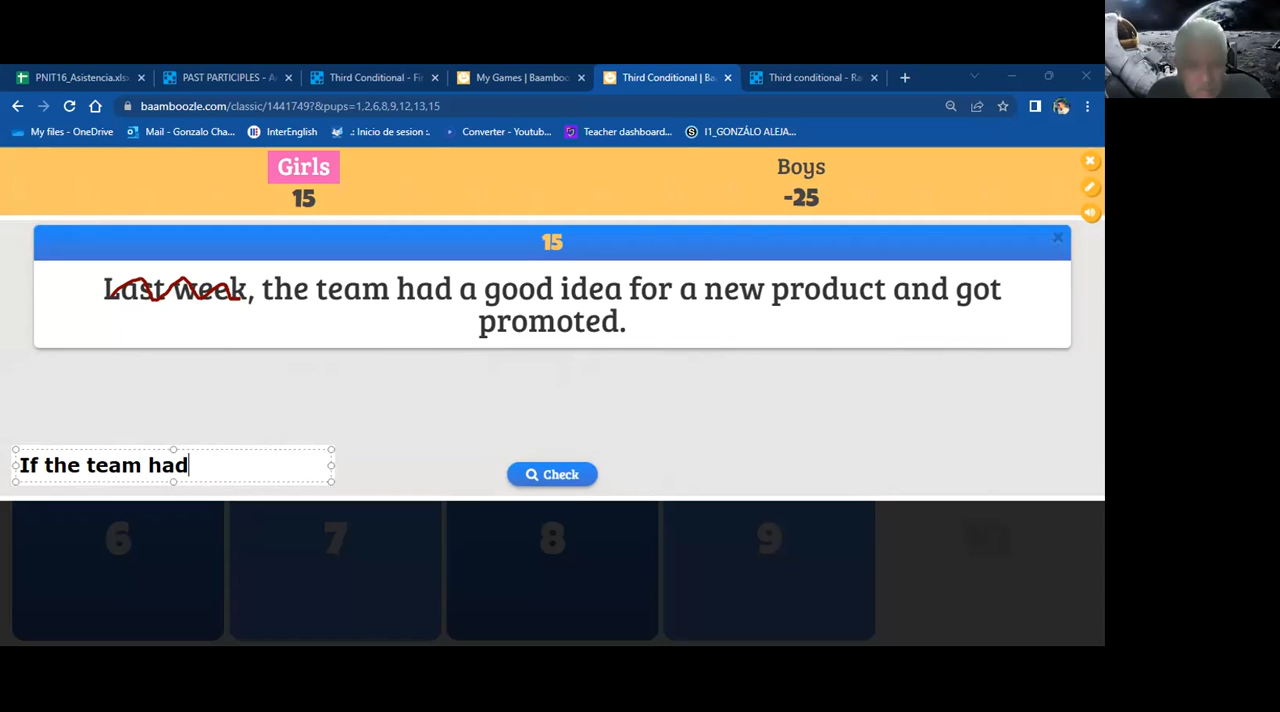 PNIT16_Asistencia.xls
PAST PARTICIPLES - A
Third Conditional - Fi
My Games | Baamboo
Third Conditional | Ba
Third conditional - Ra
baamboozle.com/classic/1441749?&pups=1,2,6,8,9,12,13,15
My files - OneDrive
Mail - Gonzalo Cha...
InterEnglish
.: Inicio de sesion :.
Converter - Youtub...
Teacher dashboard...
I1_GONZÁLO ALEJA...
Girls
15
Boys
-25
15
Last week, the team had a good idea for a new product and got
promoted.
If the team had
Check
6
7
8
9